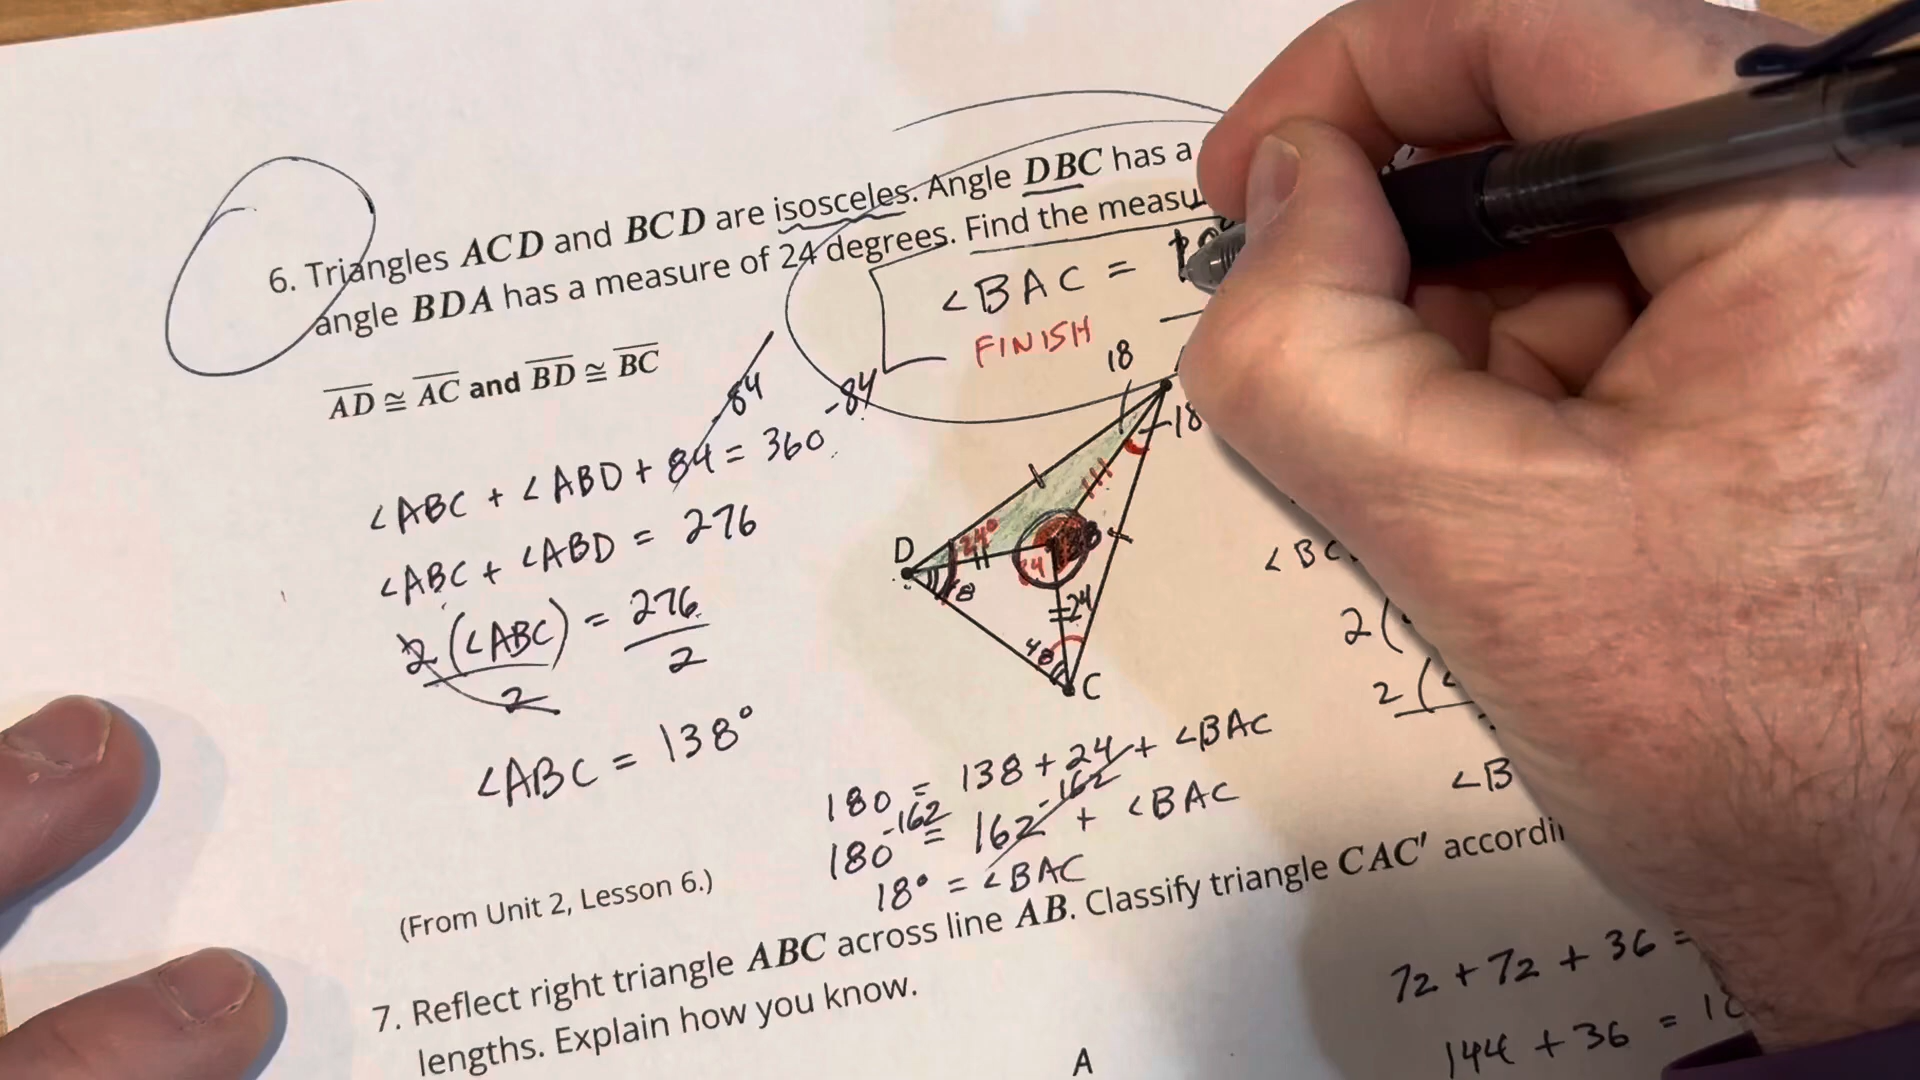 6. Triangles ACD and BCD are isosceles. Angle DBC has a
angle BDA has a measure of 24 degrees. Find the measu
∠BAC =
FINISH
AD ≅ AC and BD ≅ BC
-84 -84
∠ABC + ∠ABD + 84 = 360
∠ABC + ∠ABD = 276
2(∠ABC) = 276
2 2
∠ABC = 138°
18
18
D
24°
84
24
48
C
∠BC
2(
2(
∠B
180 = 138 + 24 + ∠BAC
-162 -162
180 = 162 + ∠BAC
18° = ∠BAC
(From Unit 2, Lesson 6.)
7. Reflect right triangle ABC across line AB. Classify triangle CAC′ accordi
lengths. Explain how you know.
72 + 72 + 36 =
144 + 36 =
A